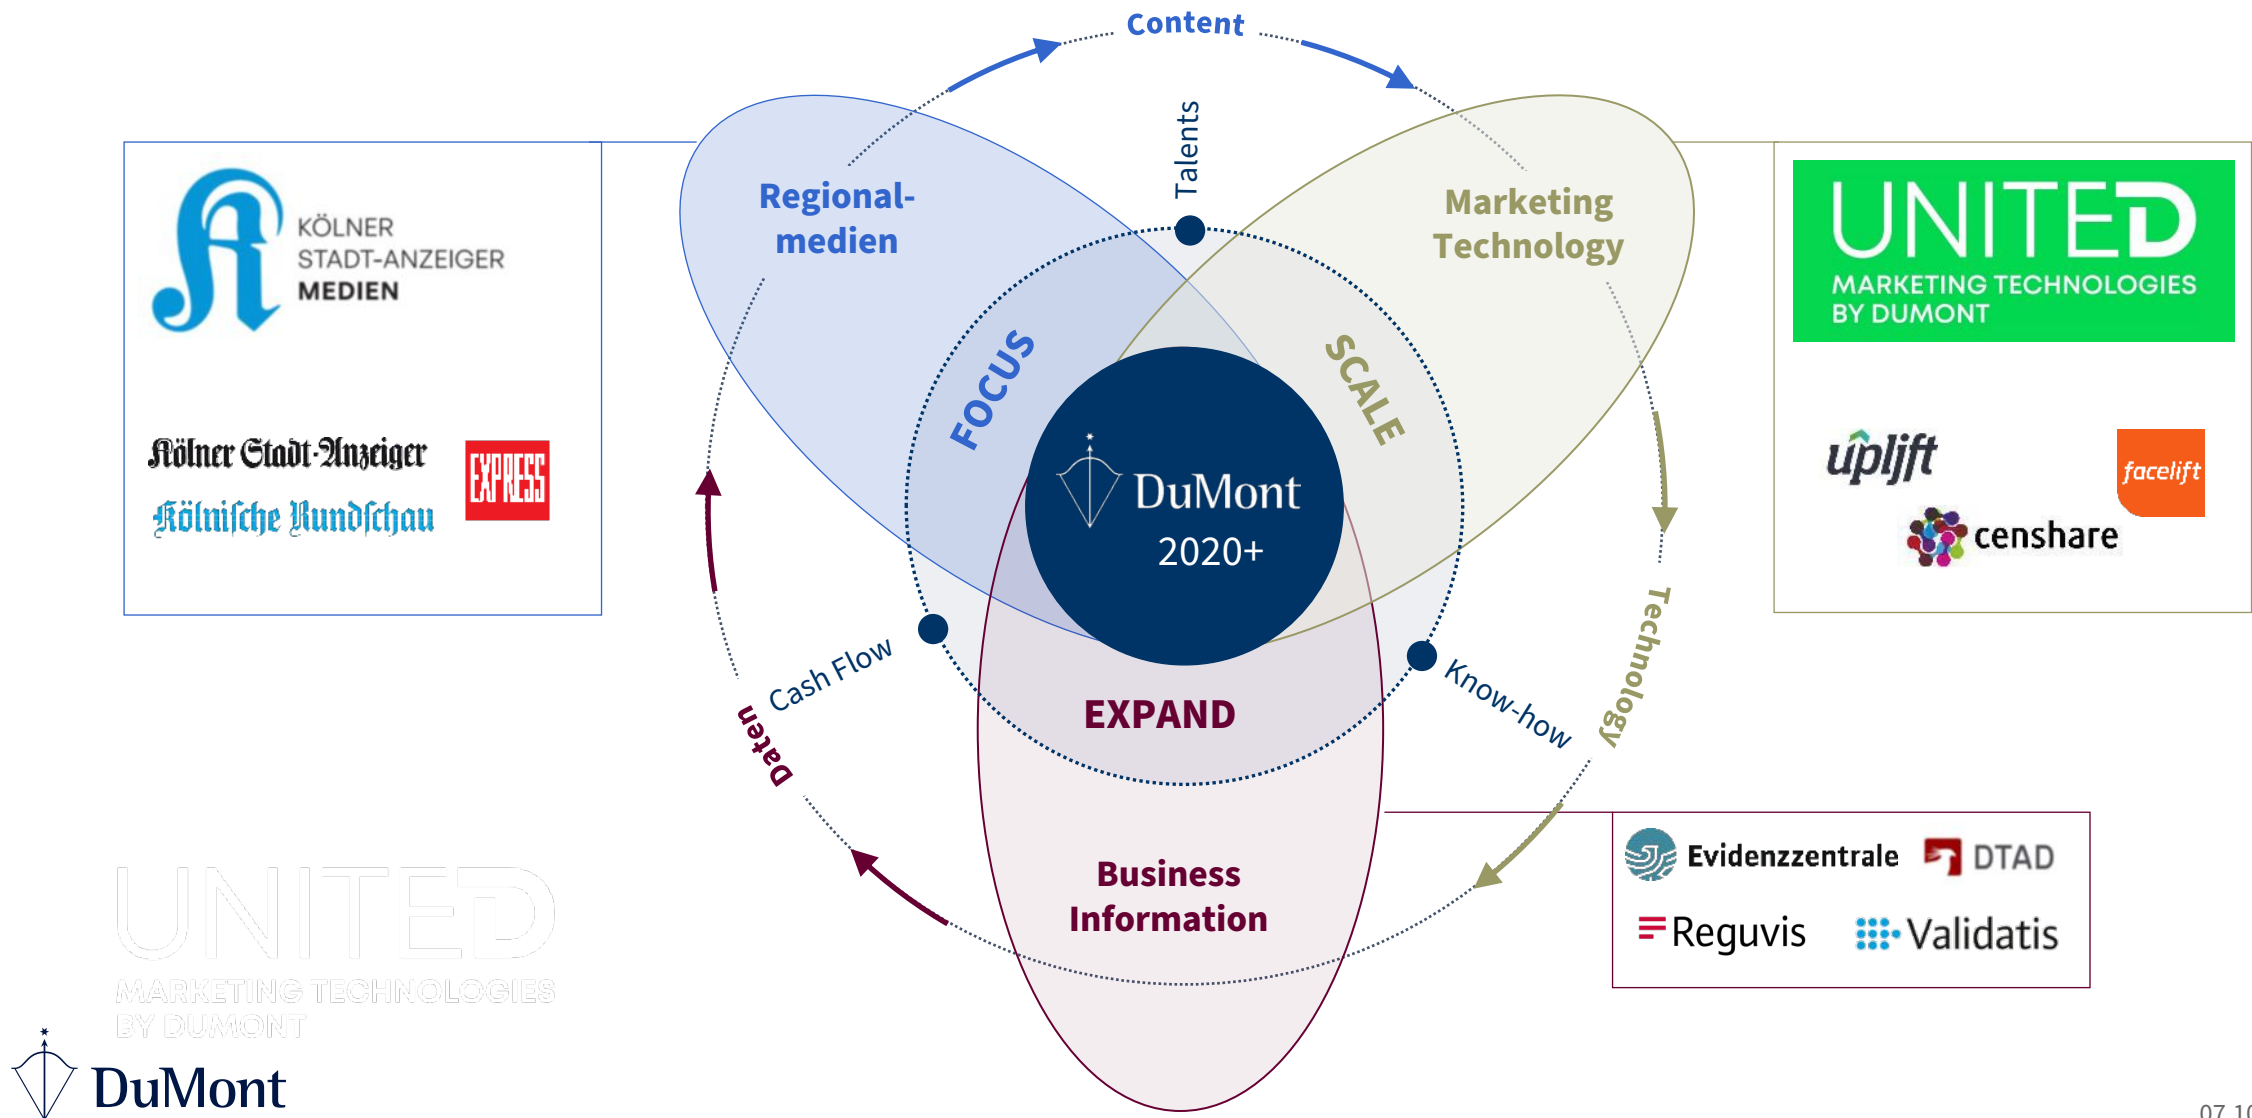 Content
Talents
KÖLNER
STADT-ANZEIGER
MEDIEN
Kölner Stadt-Anzeiger
Kölnische Rundschau
EXPRESS
Regional-
medien
Marketing
Technology
UNITED
MARKETING TECHNOLOGIES
BY DUMONT
uplift
facelift
censhare
FOCUS
SCALE
DuMont
2020+
EXPAND
Cash Flow
Know-how
Daten
Technology
Business
Information
Evidenzzentrale
DTAD
Reguvis
Validatis
UNITED
MARKETING TECHNOLOGIES
BY DUMONT
DuMont